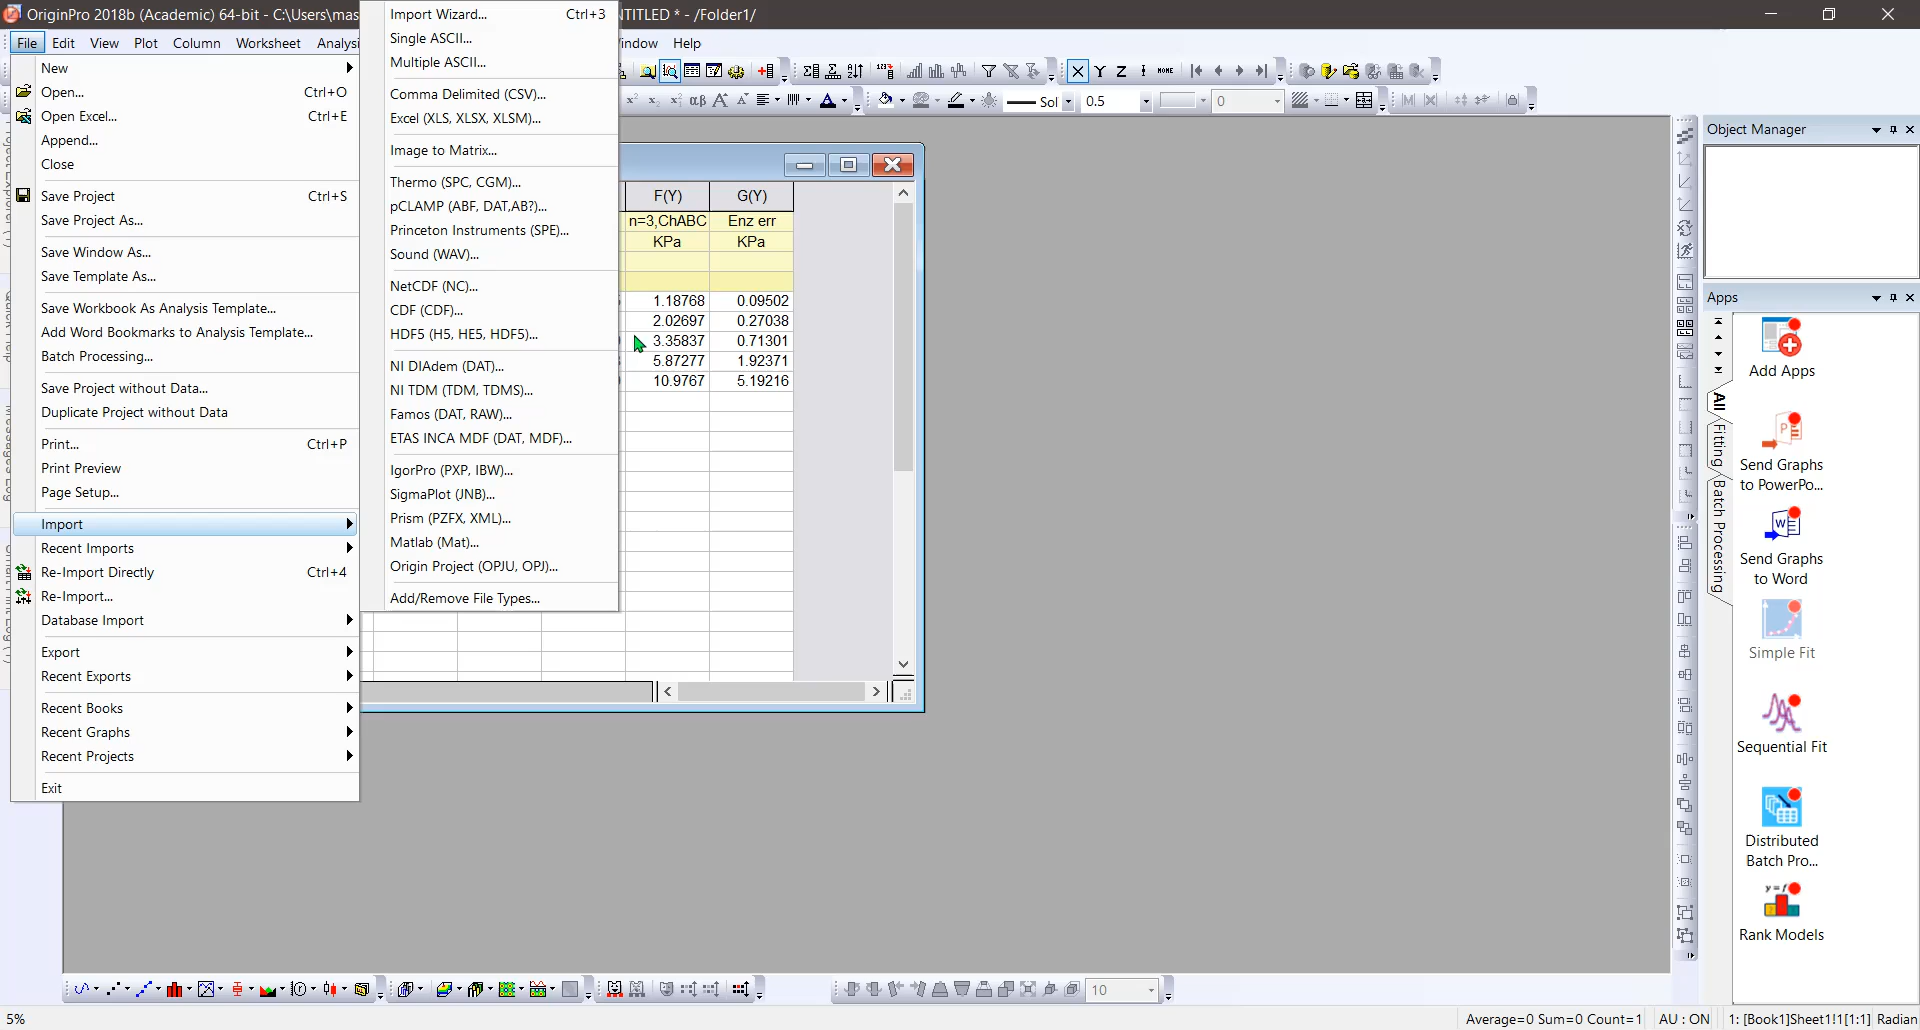 OriginPro 2018b (Academic) 64-bit - C:\Users\mas
NTITLED * - /Folder1/
File Edit View Plot Column Worksheet Analysi
indow Help
New
Open... Ctrl+O
Open Excel... Ctrl+E
Append...
Close
Save Project Ctrl+S
Save Project As...
Save Window As...
Save Template As...
Save Workbook As Analysis Template...
Add Word Bookmarks to Analysis Template...
Batch Processing...
Save Project without Data...
Duplicate Project without Data
Print... Ctrl+P
Print Preview
Page Setup...
Import
Recent Imports
Re-Import Directly Ctrl+4
Re-Import...
Database Import
Export
Recent Exports
Recent Books
Recent Graphs
Recent Projects
Exit
Import Wizard... Ctrl+3
Single ASCII...
Multiple ASCII...
Comma Delimited (CSV)...
Excel (XLS, XLSX, XLSM)...
Image to Matrix...
Thermo (SPC, CGM)...
pCLAMP (ABF, DAT,AB?)...
Princeton Instruments (SPE)...
Sound (WAV)...
NetCDF (NC)...
CDF (CDF)...
HDF5 (H5, HE5, HDF5)...
NI DIAdem (DAT)...
NI TDM (TDM, TDMS)...
Famos (DAT, RAW)...
ETAS INCA MDF (DAT, MDF)...
IgorPro (PXP, IBW)...
SigmaPlot (JNB)...
Prism (PZFX, XML)...
Matlab (Mat)...
Origin Project (OPJU, OPJ)...
Add/Remove File Types...
X Y Z HOME
αβ A A A Sol 0.5 0
F(Y) G(Y)
n=3,ChABC Enz err
KPa KPa
1.18768 0.09502
2.02697 0.27038
3.35837 0.71301
5.87277 1.92371
10.9767 5.19216
Object Manager
Apps
All
Fitting
Batch Processing
Add Apps
Send Graphs
to PowerPo...
Send Graphs
to Word
Simple Fit
Sequential Fit
Distributed
Batch Pro...
y=f
Rank Models
10
5%
Average=0 Sum=0 Count=1 AU : ON 1: [Book1]Sheet1!1[1:1] Radian